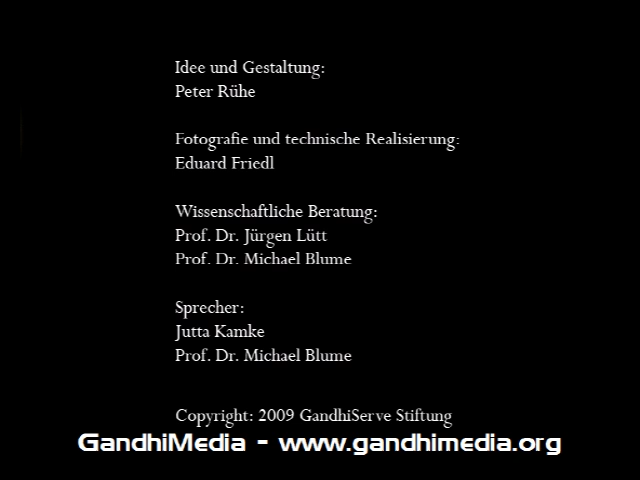 Idee und Gestaltung:
Peter Rühe
Fotografie und technische Realisierung:
Eduard Friedl
Wissenschaftliche Beratung:
Prof. Dr. Jürgen Lütt
Prof. Dr. Michael Blume
Sprecher:
Jutta Kamke
Prof. Dr. Michael Blume
Copyright: 2009 GandhiServe Stiftung
GandhiMedia - www.gandhimedia.org